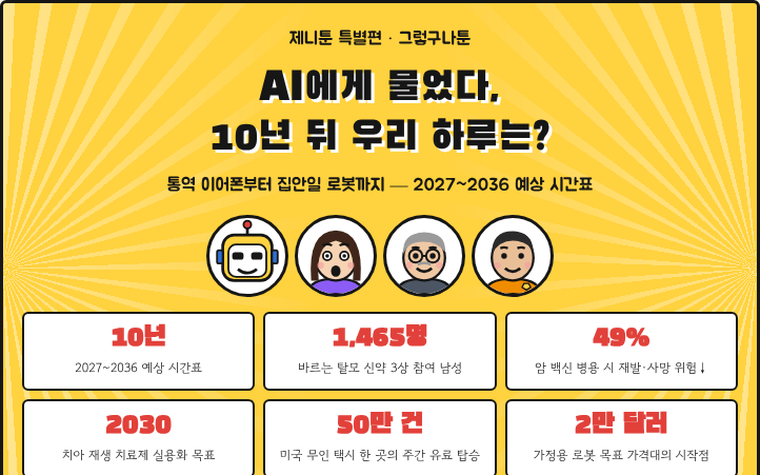 제니툰 특별편 · 그렇구나툰
AI에게 물었다,
10년 뒤 우리 하루는?
통역 이어폰부터 집안일 로봇까지 — 2027~2036 예상 시간표
10년
2027~2036 예상 시간표
1,465명
바르는 탈모 신약 3상 참여 남성
49%
암 백신 병용 시 재발·사망 위험↓
2030
치아 재생 치료제 실용화 목표
50만 건
미국 무인 택시 한 곳의 주간 유료 탑승
2만 달러
가정용 로봇 목표 가격대의 시작점